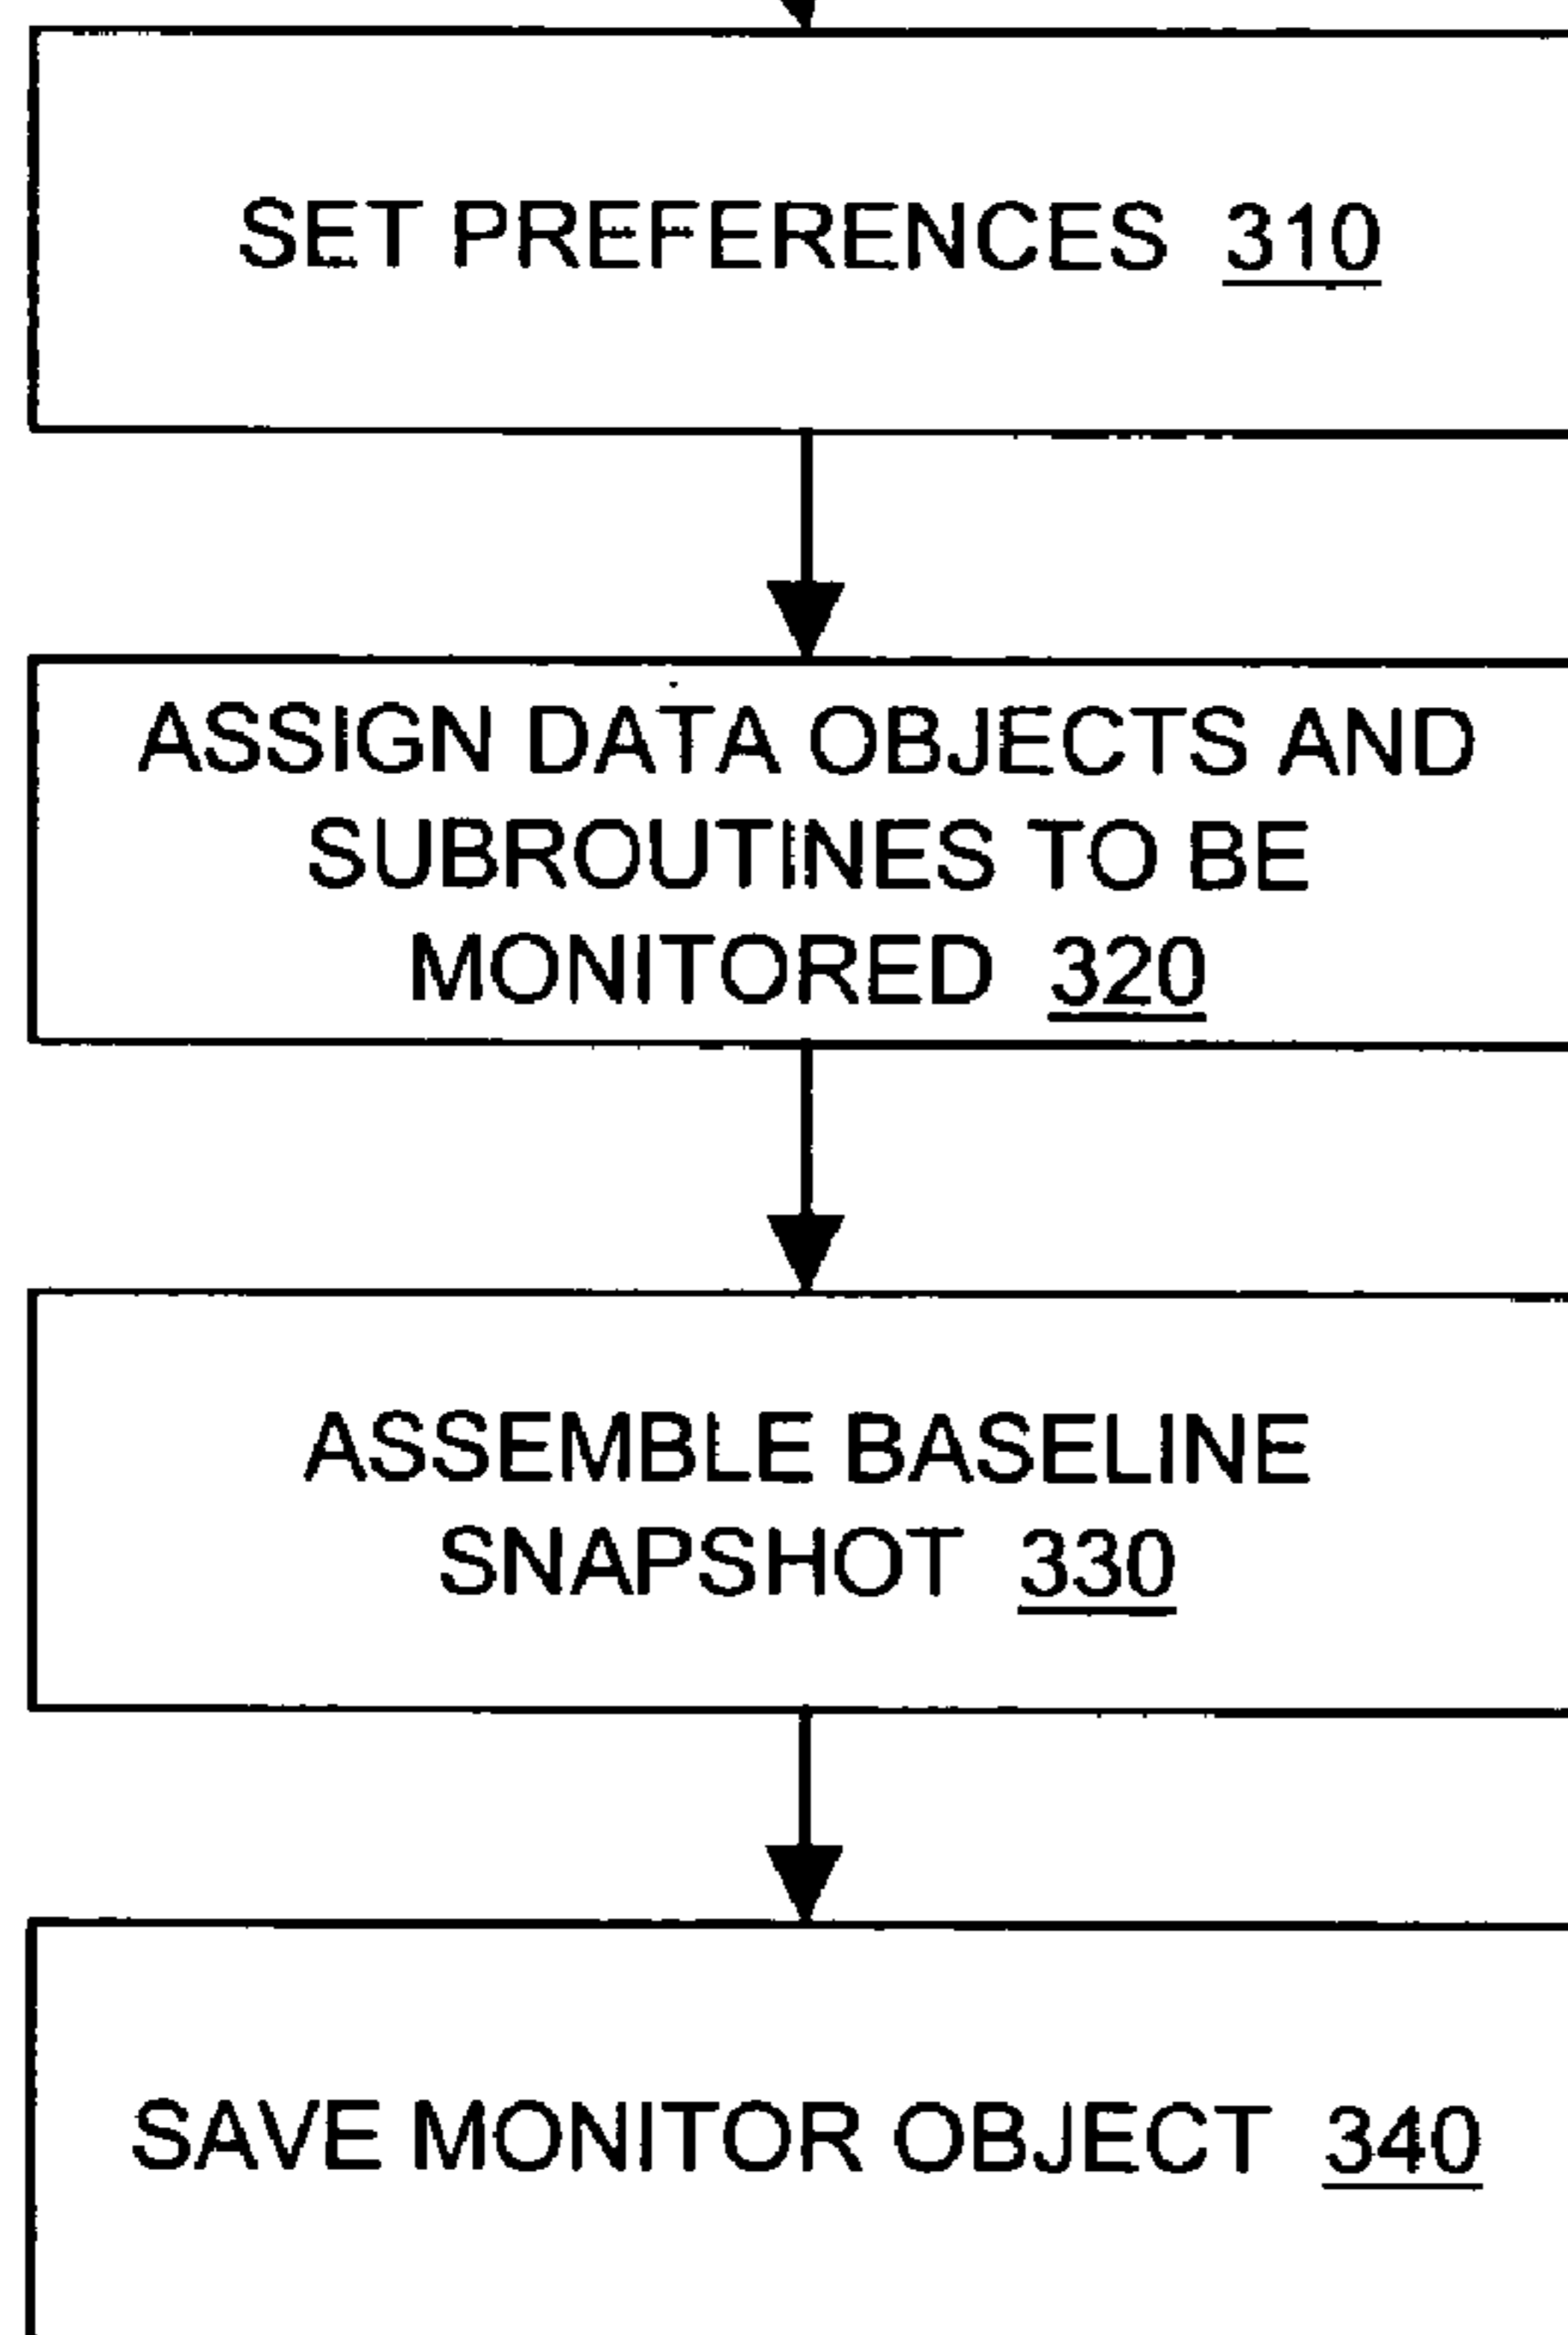 SET PREFERENCES 310
ASSIGN DATA OBJECTS AND
SUBROUTINES TO BE
MONITORED 320
ASSEMBLE BASELINE
SNAPSHOT 330
SAVE MONITOR OBJECT 340